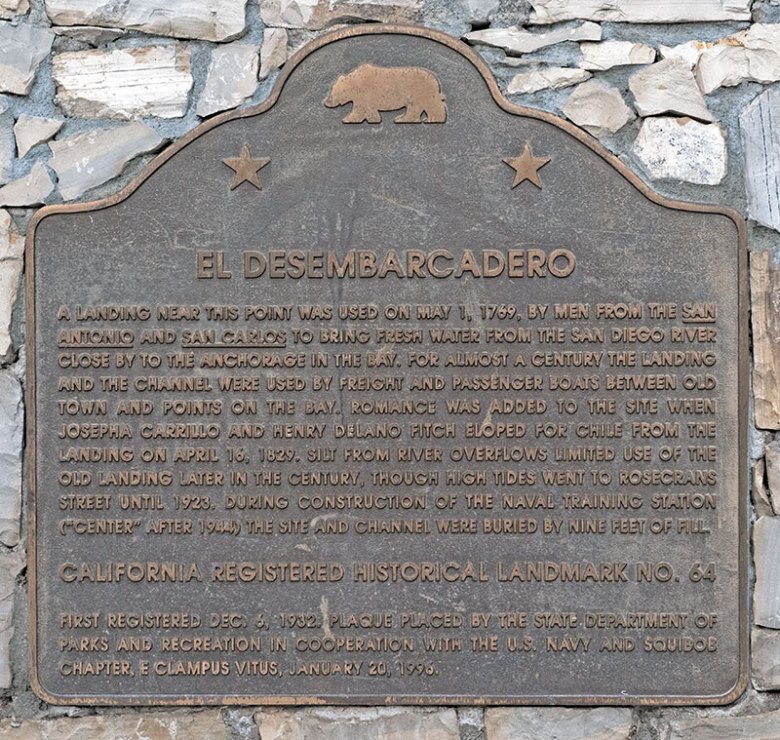 EL DESEMBARCADERO
A LANDING NEAR THIS POINT WAS USED ON MAY 1, 1769, BY MEN FROM THE SAN
ANTONIO AND SAN CARLOS TO BRING FRESH WATER FROM THE SAN DIEGO RIVER
CLOSE BY TO THE ANCHORAGE IN THE BAY. FOR ALMOST A CENTURY THE LANDING
AND THE CHANNEL WERE USED BY FREIGHT AND PASSENGER BOATS BETWEEN OLD
TOWN AND POINTS ON THE BAY. ROMANCE WAS ADDED TO THE SITE WHEN
JOSEPHA CARRILLO AND HENRY DELANO FITCH ELOPED FOR CHILE FROM THE
LANDING ON APRIL 16, 1829. SILT FROM RIVER OVERFLOWS LIMITED USE OF THE
OLD LANDING LATER IN THE CENTURY, THOUGH HIGH TIDES WENT TO ROSECRANS
STREET UNTIL 1923. DURING CONSTRUCTION OF THE NAVAL TRAINING STATION
("CENTER" AFTER 1944) THE SITE AND CHANNEL WERE BURIED BY NINE FEET OF FILL.
CALIFORNIA REGISTERED HISTORICAL LANDMARK NO. 64
FIRST REGISTERED DEC. 6, 1932. PLAQUE PLACED BY THE STATE DEPARTMENT OF
PARKS AND RECREATION IN COOPERATION WITH THE U.S. NAVY AND SQUIBOB
CHAPTER, E CLAMPUS VITUS, JANUARY 20, 1996.